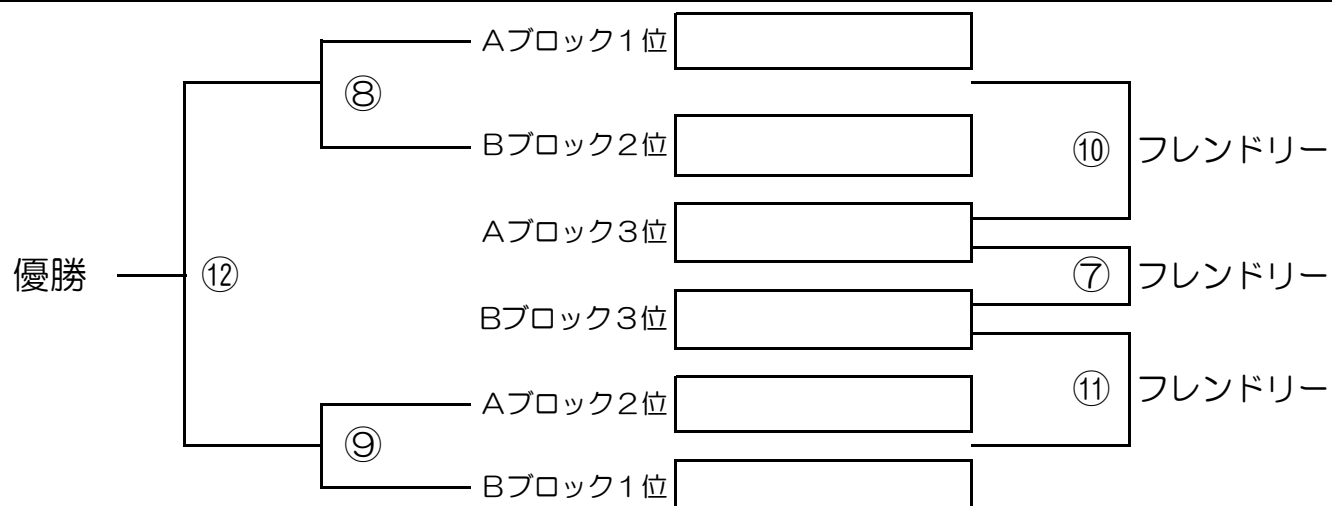 Aブロック1位
⑧
Bブロック2位
⑩ フレンドリー
Aブロック3位
優勝 ⑫
⑦ フレンドリー
Bブロック3位
Aブロック2位
⑪ フレンドリー
⑨
Bブロック1位